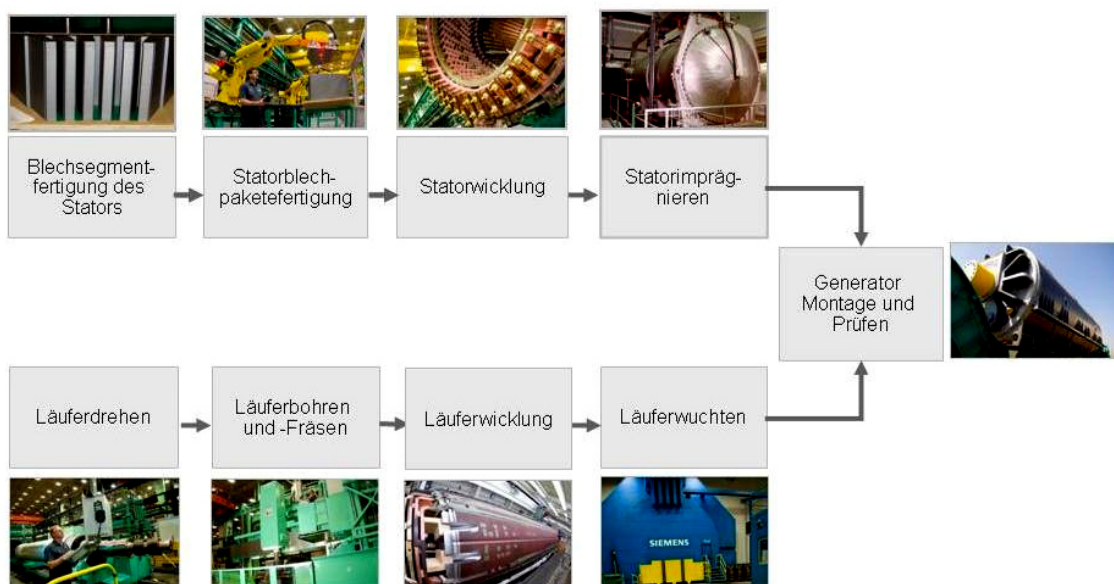 Blechsegment-
fertigung des
Stators
Statorblech-
paketefertigung
Statorwicklung
Statorimpräg-
nieren
Generator
Montage und
Prüfen
Läuferdrehen
Läuferbohren
und -Fräsen
Läuferwicklung
Läuferwuchten
SIEMENS